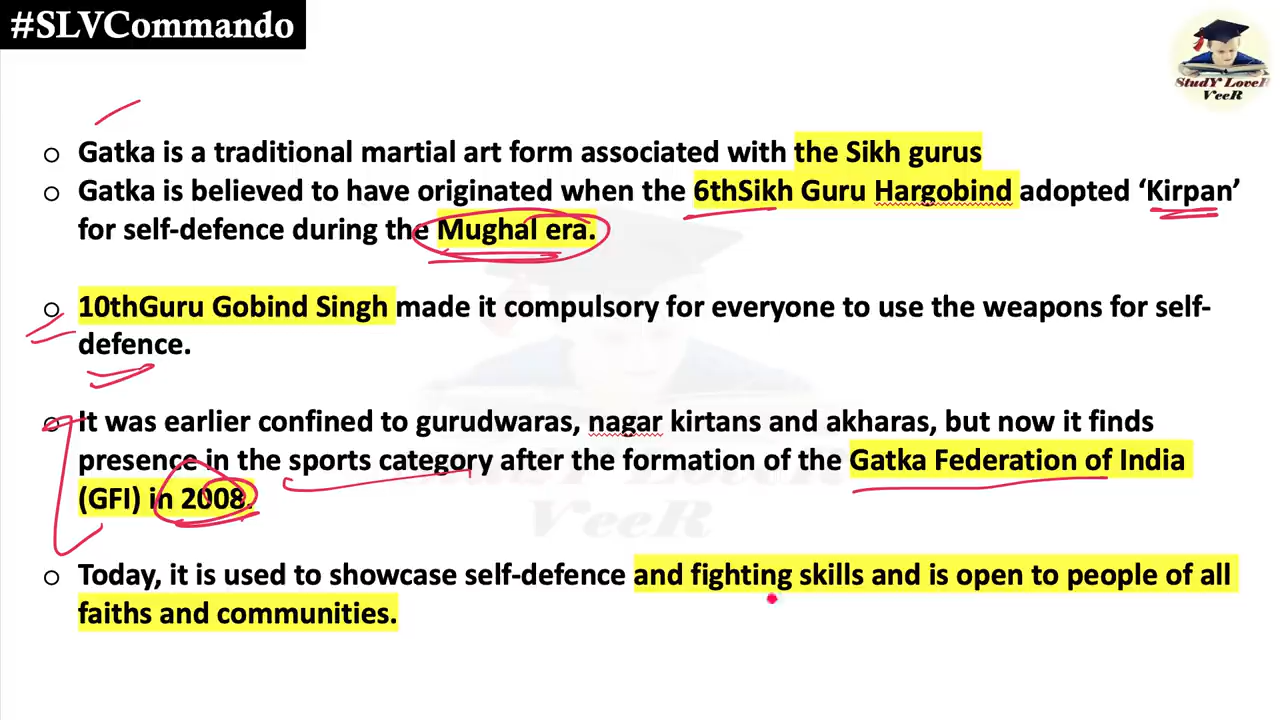 #SLVCommando
StudY LoveR
VeeR
o Gatka is a traditional martial art form associated with the Sikh gurus
o Gatka is believed to have originated when the 6thSikh Guru Hargobind adopted ‘Kirpan’
for self-defence during the Mughal era.
o 10thGuru Gobind Singh made it compulsory for everyone to use the weapons for self-
defence.
o It was earlier confined to gurudwaras, nagar kirtans and akharas, but now it finds
presence in the sports category after the formation of the Gatka Federation of India
(GFI) in 2008.
StudY LoveR
VeeR
o Today, it is used to showcase self-defence and fighting skills and is open to people of all
faiths and communities.